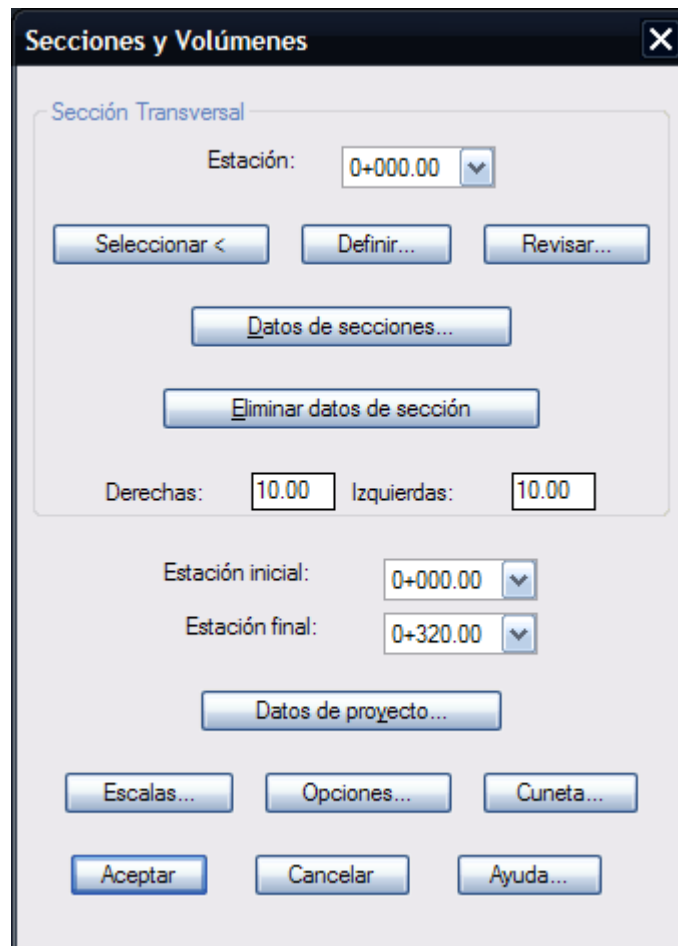 Secciones y Volúmenes
Sección Transversal
Estación: 0+000.00
Seleccionar < Definir... Revisar...
Datos de secciones...
Eliminar datos de sección
Derechas: 10.00 Izquierdas: 10.00
Estación inicial: 0+000.00
Estación final: 0+320.00
Datos de proyecto...
Escalas... Opciones... Cuneta...
Aceptar Cancelar Ayuda...